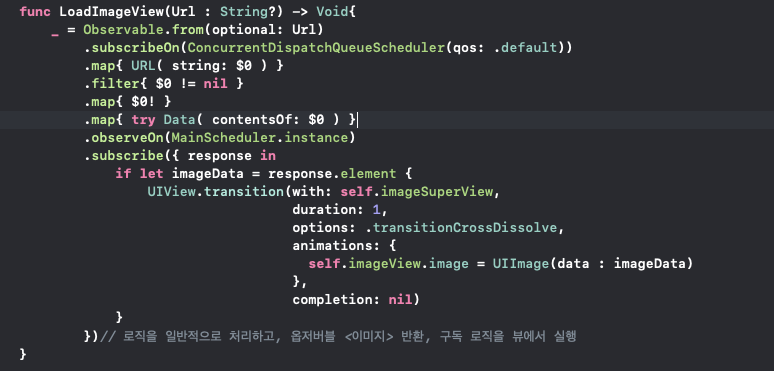 func LoadImageView(Url : String?) -> Void{
    _ = Observable.from(optional: Url)
        .subscribeOn(ConcurrentDispatchQueueScheduler(qos: .default))
        .map{ URL( string: $0 ) }
        .filter{ $0 != nil }
        .map{ $0! }
        .map{ try Data( contentsOf: $0 ) }
        .observeOn(MainScheduler.instance)
        .subscribe({ response in
            if let imageData = response.element {
                UIView.transition(with: self.imageSuperView,
                                  duration: 1,
                                  options: .transitionCrossDissolve,
                                  animations: {
                                    self.imageView.image = UIImage(data : imageData)
                                  },
                                  completion: nil)
            }
        })// 로직을 일반적으로 처리하고, 옵저버블 <이미지> 반환, 구독 로직을 뷰에서 실행
}